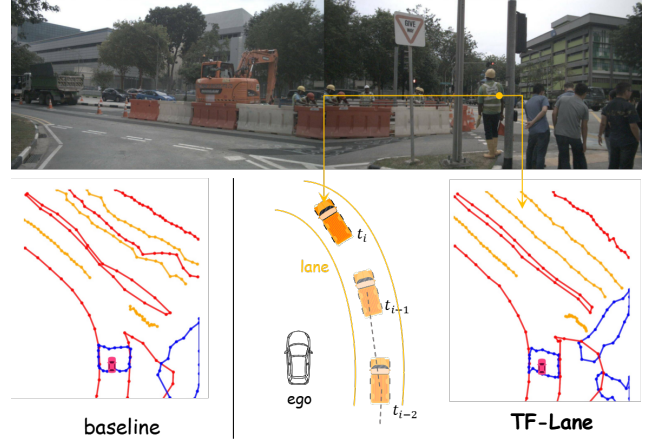 GIVE
WAY
t_i
lane
t_{i-1}
ego
t_{i-2}
baseline
TF-Lane